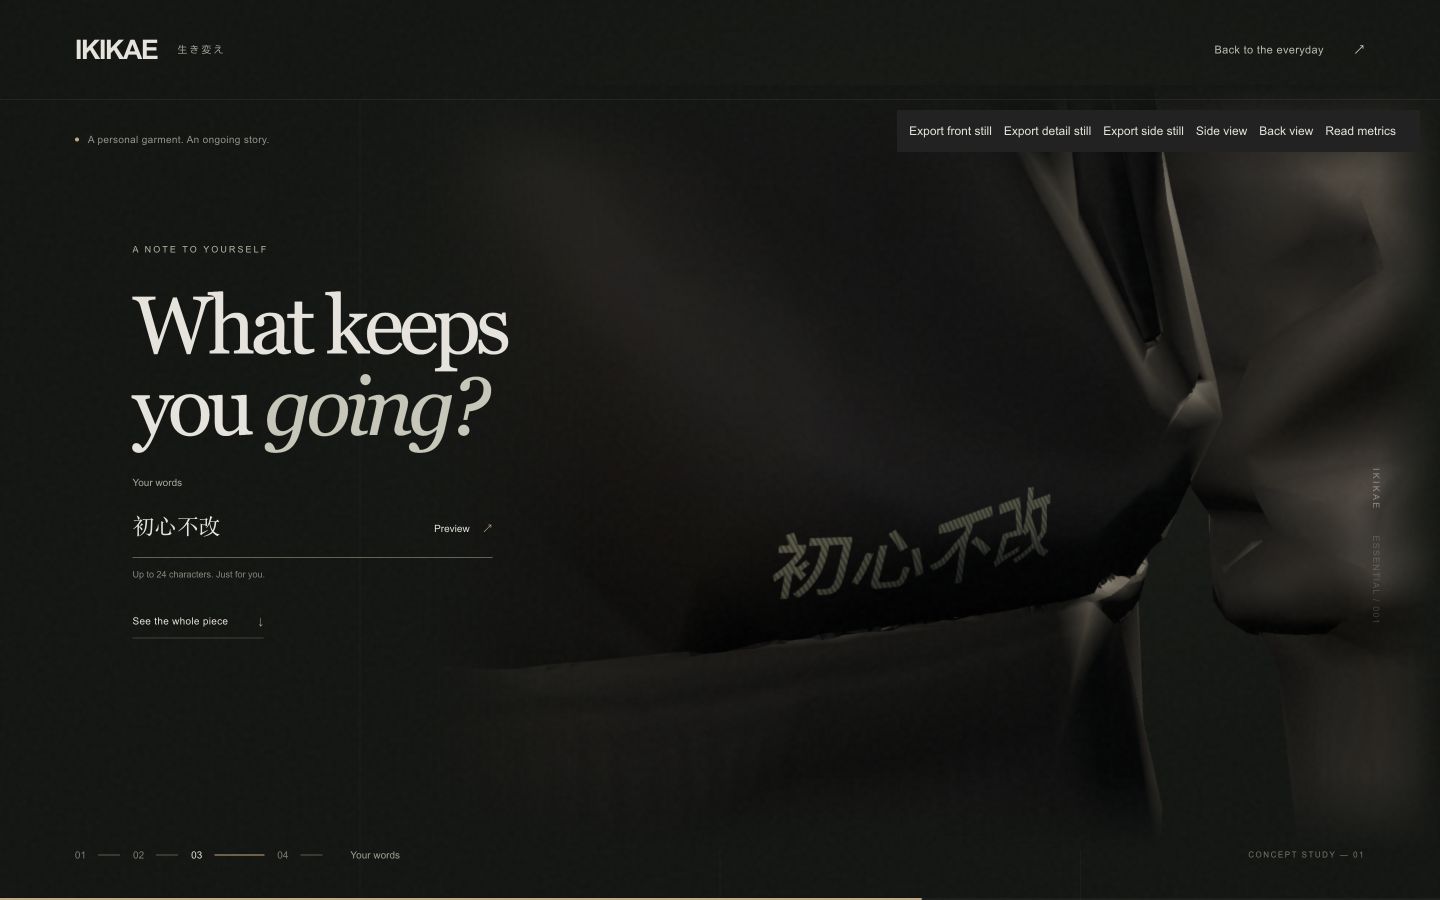 IKIKAE 生き変え
Back to the everyday ↗
Export front still Export detail still Export side still Side view Back view Read metrics
A personal garment. An ongoing story.
A NOTE TO YOURSELF
What keeps
you going?
Your words
初心不改
Preview ↗
Up to 24 characters. Just for you.
See the whole piece ↓
初心不改
IKIKAE ESSENTIAL / 001
01 02 03 04 Your words
CONCEPT STUDY — 01